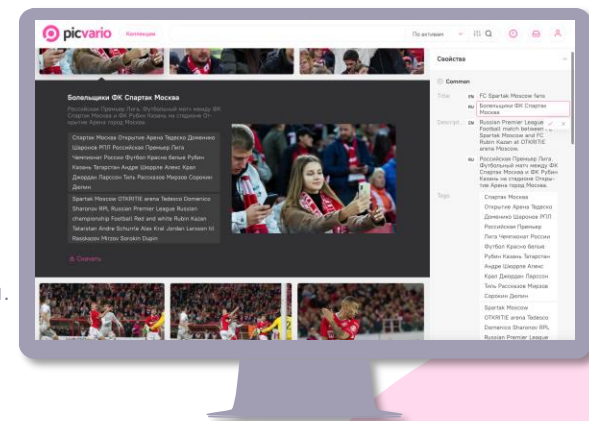 picvario
Коллекции
По активам
Свойства
Common
Title
EN
FC Spartak Moscow fans
RU
Болельщики ФК Спартак
Москва
Descript...
EN
Russian Premier League
Football match between FC
Spartak Moscow and FC
Rubin Kazan at OTKRITIE
arena Moscow.
RU
Российская Премьер Лига.
Футбольный матч между ФК
Спартак Москва и ФК Рубин
Казань на стадионе Откры-
тие Арена город Москва.
Tags
Спартак Москва
Открытие Арена Тедеско
Доменико Шаронов РПЛ
Российская Премьер
Лига Чемпионат России
Футбол Красно белые
Рубин Казань Татарстан
Андре Шюррле Алекс
Крал Джордан Ларссон
Тиль Рассказов Мирзов
Сорокин Дюпин
Spartak Moscow
OTKRITIE arena Tedesco
Domenico Sharonov RPL
Russian Premier League
Болельщики ФК Спартак Москва
Российская Премьер Лига. Футбольный матч между ФК
Спартак Москва и ФК Рубин Казань на стадионе От-
крытие Арена город Москва.
Спартак Москва Открытие Арена Тедеско Доменико
Шаронов РПЛ Российская Премьер Лига
Чемпионат России Футбол Красно белые Рубин
Казань Татарстан Андре Шюррле Алекс Крал
Джордан Ларссон Тиль Рассказов Мирзов Сорокин
Дюпин
Spartak Moscow OTKRITIE arena Tedesco Domenico
Sharonov RPL Russian Premier League Russian
championship Football Red and white Rubin Kazan
Tatarstan Andre Schurrle Alex Kral Jordan Larsson til
Rasskazov Mirzov Sorokin Dupin
Скачать